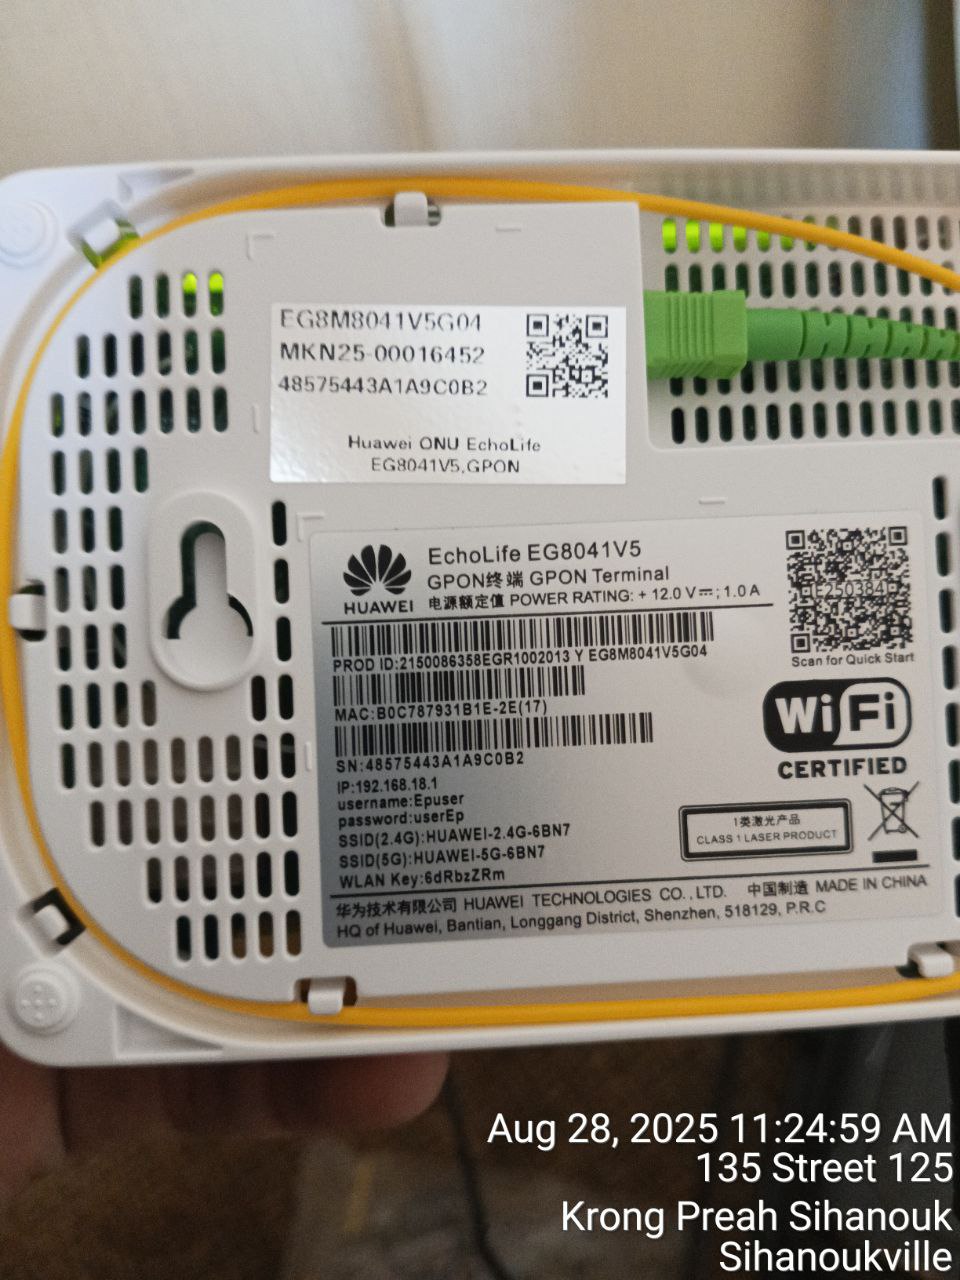 EG8M8041V5G04
MKN25-00016452
48575443A1A9C0B2
Huawei ONU EchoLife
EG8041V5,GPON
HUAWEI
EchoLife EG8041V5
GPON终端 GPON Terminal
电源额定值 POWER RATING: + 12.0 V⎓; 1.0 A
PROD ID:2150086358EGR1002013 Y EG8M8041V5G04
MAC:B0C787931B1E-2E(17)
SN:48575443A1A9C0B2
IP:192.168.18.1
username:Epuser
password:userEp
SSID(2.4G):HUAWEI-2.4G-6BN7
SSID(5G):HUAWEI-5G-6BN7
WLAN Key:6dRbzZRm
(E250384)
Scan for Quick Start
Wi Fi
CERTIFIED
1类激光产品
CLASS 1 LASER PRODUCT
华为技术有限公司 HUAWEI TECHNOLOGIES CO.,LTD. 中国制造 MADE IN CHINA
HQ of Huawei, Bantian, Longgang District, Shenzhen, 518129, P.R.C
Aug 28, 2025 11:24:59 AM
135 Street 125
Krong Preah Sihanouk
Sihanoukville